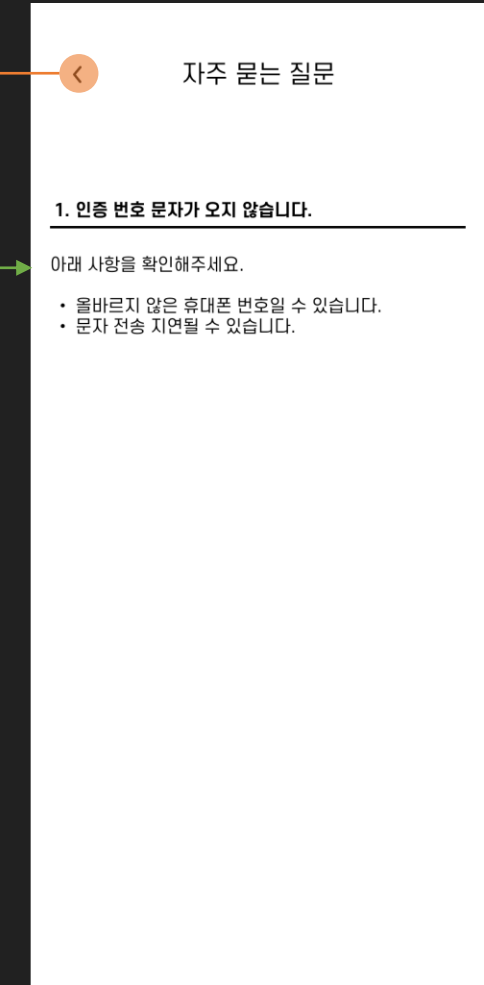 자주 묻는 질문
1. 인증 번호 문자가 오지 않습니다.
아래 사항을 확인해주세요.
• 올바르지 않은 휴대폰 번호일 수 있습니다.
• 문자 전송 지연될 수 있습니다.